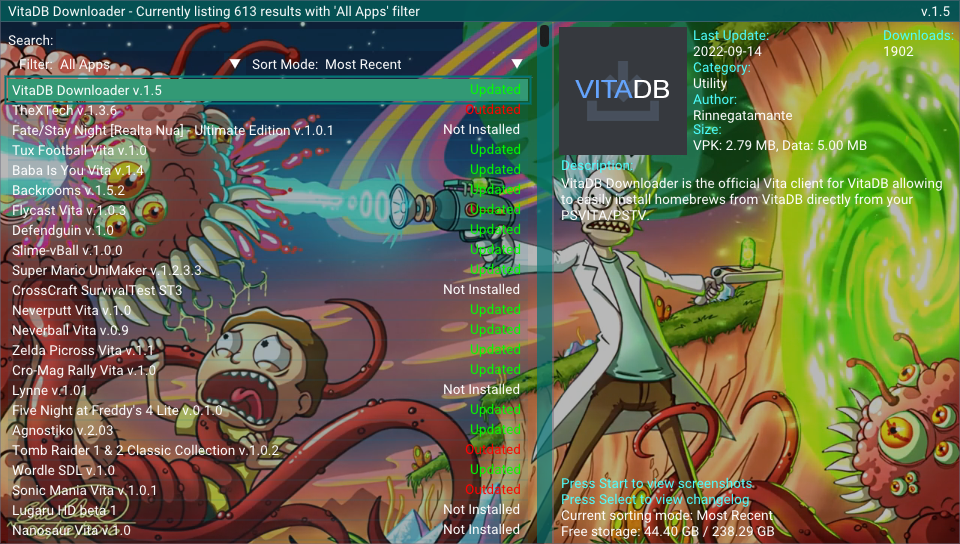 VitaDB Downloader - Currently listing 613 results with 'All Apps' filter
v.1.5
Search:
Filter: All Apps
Sort Mode: Most Recent
VitaDB Downloader v.1.5 Updated
TheXTech v.1.3.6 Outdated
Fate/Stay Night [Realta Nua] - Ultimate Edition v.1.0.1 Not Installed
Tux Football Vita v.1.0 Updated
Baba Is You Vita v.1.4 Updated
Backrooms v.1.5.2 Updated
Flycast Vita v.1.0.3 Updated
Defendguin v.1.0 Updated
Slime-vBall v.1.0.0 Updated
Super Mario UniMaker v.1.2.3.3 Updated
CrossCraft SurvivalTest ST3 Not Installed
Neverputt Vita v.1.0 Updated
Neverball Vita v.0.9 Updated
Zelda Picross Vita v.1.1 Updated
Cro-Mag Rally Vita v.1.0 Updated
Lynne v.1.01 Not Installed
Five Night at Freddy's 4 Lite v.0.1.0 Updated
Agnostiko v.2.03 Updated
Tomb Raider 1 & 2 Classic Collection v.1.0.2 Outdated
Wordle SDL v.1.0 Updated
Sonic Mania Vita v 1.0.1 Outdated
Lugaru HD beta 1 Not Installed
Nanosaur Vita v.1.0 Not Installed
VITADB
Last Update:
2022-09-14
Downloads:
1902
Category:
Utility
Author:
Rinnegatamante
Size:
VPK: 2.79 MB, Data: 5.00 MB
Description:
VitaDB Downloader is the official Vita client for VitaDB allowing
to easily install homebrews from VitaDB directly from your
PSVITA/PSTV.
Press Start to view screenshots
Press Select to view changelog
Current sorting mode: Most Recent
Free storage: 44.40 GB / 238.29 GB